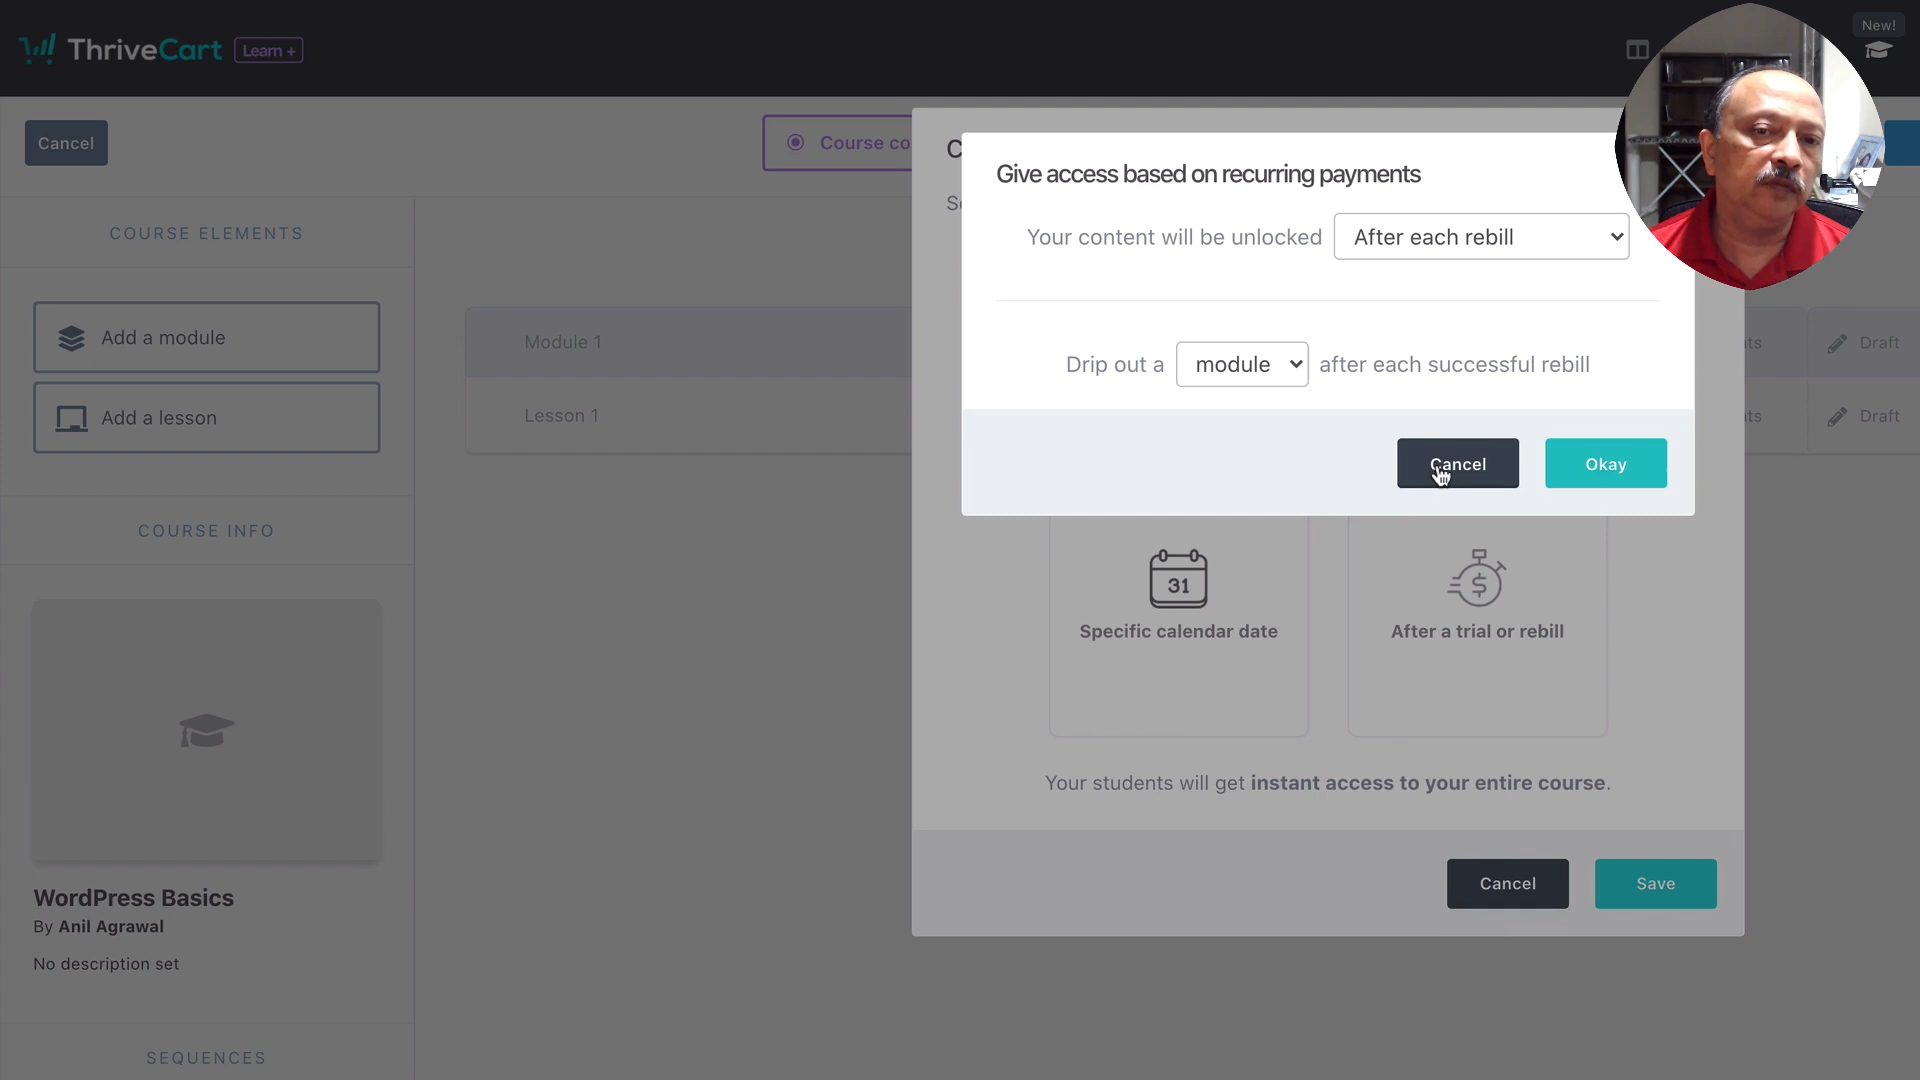 ThriveCart Learn +
New!
Cancel
Course co
C
Se
Give access based on recurring payments
Your content will be unlocked After each rebill
COURSE ELEMENTS
Add a module
Module 1
Drip out a module after each successful rebill
ts
Draft
Add a lesson
Lesson 1
ts
Draft
Cancel
Okay
COURSE INFO
31
$
Specific calendar date
After a trial or rebill
Your students will get instant access to your entire course.
WordPress Basics
By Anil Agrawal
No description set
Cancel
Save
SEQUENCES